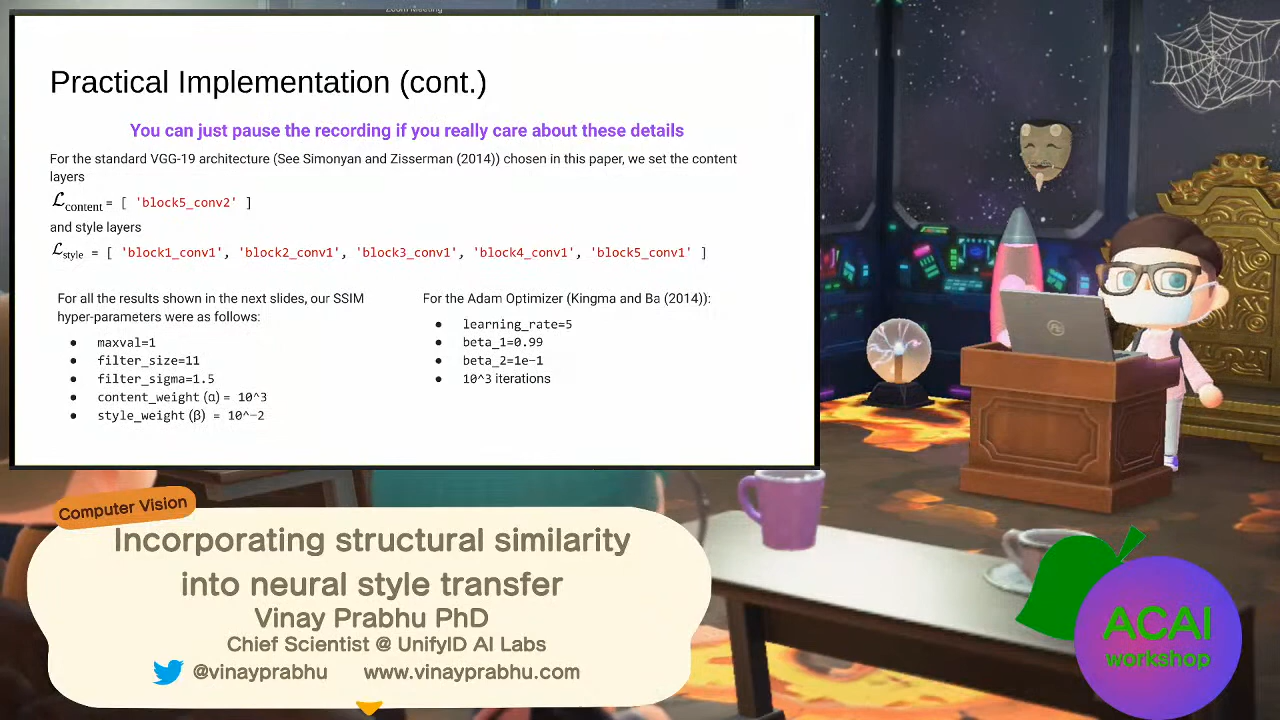 Zoom Meeting
Practical Implementation (cont.)
You can just pause the recording if you really care about these details
For the standard VGG-19 architecture (See Simonyan and Zisserman (2014)) chosen in this paper, we set the content
layers
ℒcontent = [ 'block5_conv2' ]
and style layers
ℒstyle = [ 'block1_conv1', 'block2_conv1', 'block3_conv1', 'block4_conv1', 'block5_conv1' ]
For all the results shown in the next slides, our SSIM
hyper-parameters were as follows:
● maxval=1
● filter_size=11
● filter_sigma=1.5
● content_weight (α) = 10^3
● style_weight (β) = 10^-2
For the Adam Optimizer (Kingma and Ba (2014)):
● learning_rate=5
● beta_1=0.99
● beta_2=1e-1
● 10^3 iterations
Computer Vision
Incorporating structural similarity
into neural style transfer
Vinay Prabhu PhD
Chief Scientist @ UnifyID AI Labs
@vinayprabhu www.vinayprabhu.com
ACAI
workshop